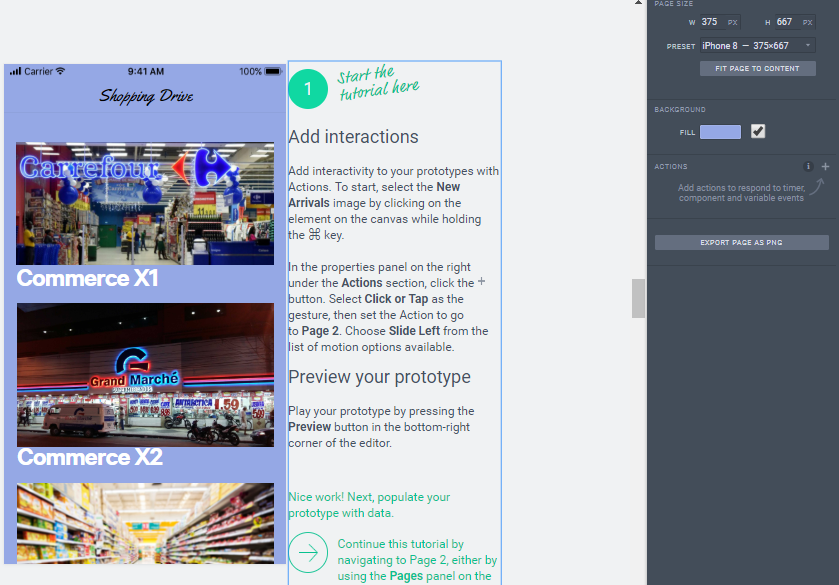 Carrier
9:41 AM
100%
Shopping Drive
Carrefour
Commerce X1
Grand Marché
ANTARCTICA 1,59
Commerce X2
1
Start the
tutorial here
Add interactions
Add interactivity to your prototypes with
Actions. To start, select the New
Arrivals image by clicking on the
element on the canvas while holding
the ⌘ key.
In the properties panel on the right
under the Actions section, click the +
button. Select Click or Tap as the
gesture, then set the Action to go
to Page 2. Choose Slide Left from the
list of motion options available.
Preview your prototype
Play your prototype by pressing the
Preview button in the bottom-right
corner of the editor.
Nice work! Next, populate your
prototype with data.
Continue this tutorial by
navigating to Page 2, either by
using the Pages panel on the
PAGE SIZE
W 375 PX H 667 PX
PRESET iPhone 8 — 375×667
FIT PAGE TO CONTENT
BACKGROUND
FILL
ACTIONS
Add actions to respond to timer,
component and variable events
EXPORT PAGE AS PNG